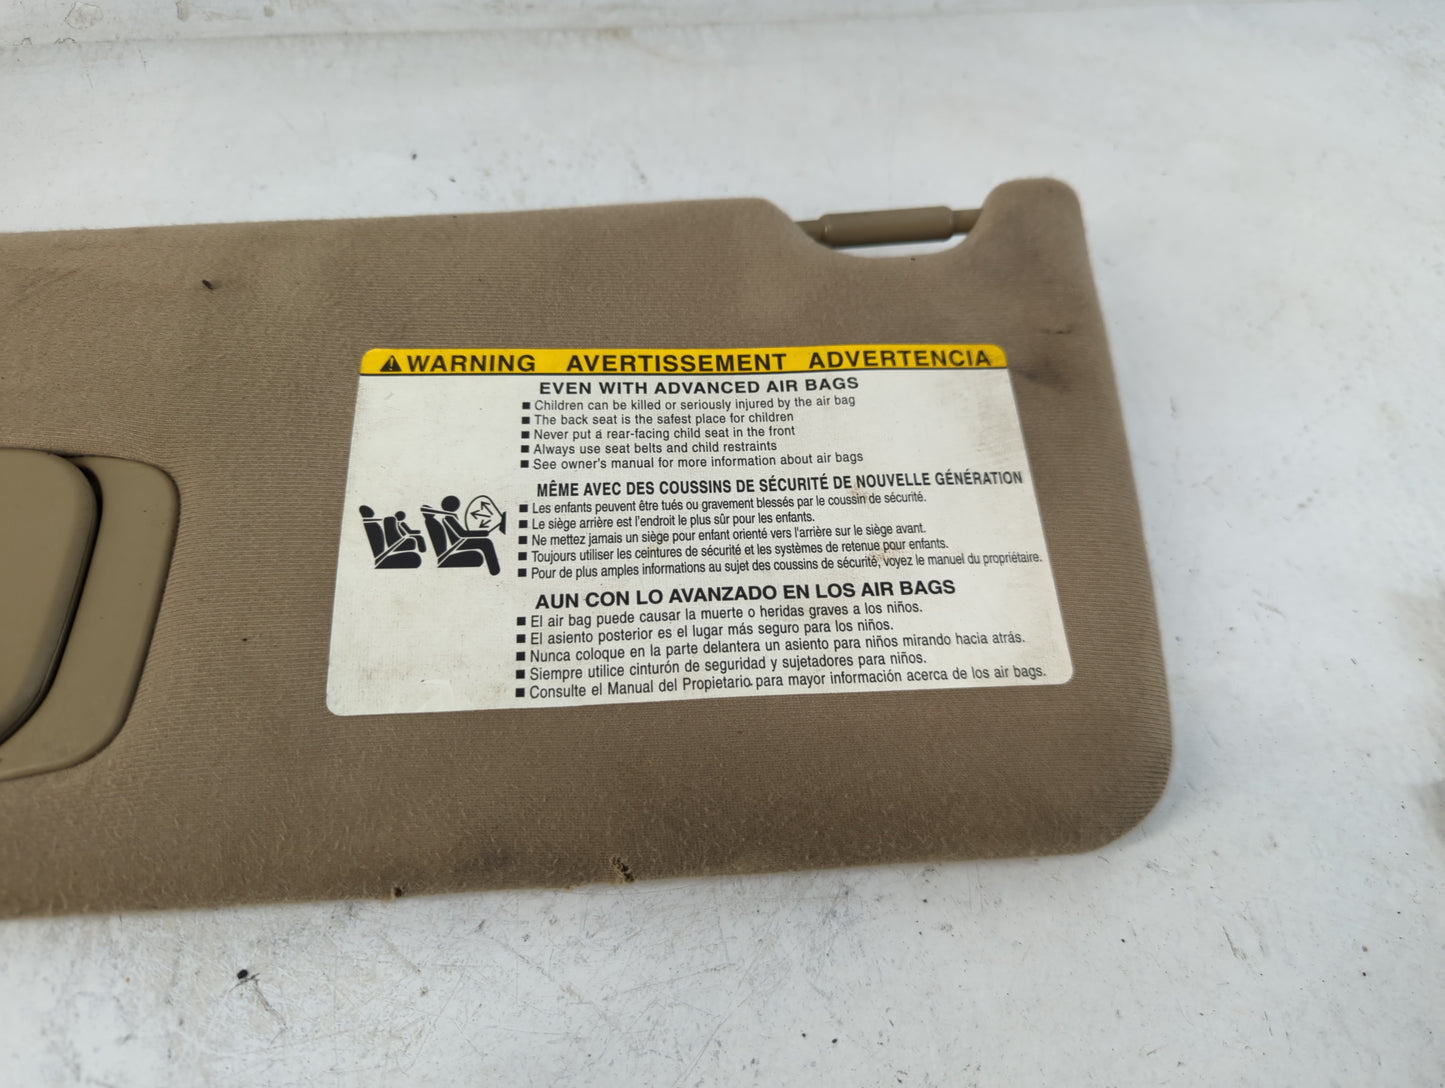 ⚠ WARNING AVERTISSEMENT ADVERTENCIA
EVEN WITH ADVANCED AIR BAGS
■ Children can be killed or seriously injured by the air bag
■ The back seat is the safest place for children
■ Never put a rear-facing child seat in the front
■ Always use seat belts and child restraints
■ See owner's manual for more information about air bags
MÊME AVEC DES COUSSINS DE SÉCURITÉ DE NOUVELLE GÉNÉRATION
■ Les enfants peuvent être tués ou gravement blessés par le coussin de sécurité.
■ Le siège arrière est l'endroit le plus sûr pour les enfants.
■ Ne mettez jamais un siège pour enfant orienté vers l'arrière sur le siège avant.
■ Toujours utiliser les ceintures de sécurité et les systèmes de retenue pour enfants.
■ Pour de plus amples informations au sujet des coussins de sécurité, voyez le manuel du propriétaire.
AUN CON LO AVANZADO EN LOS AIR BAGS
■ El air bag puede causar la muerte o heridas graves a los niños.
■ El asiento posterior es el lugar más seguro para los niños.
■ Nunca coloque en la parte delantera un asiento para niños mirando hacia atrás.
■ Siempre utilice cinturón de seguridad y sujetadores para niños.
■ Consulte el Manual del Propietario para mayor información acerca de los air bags.